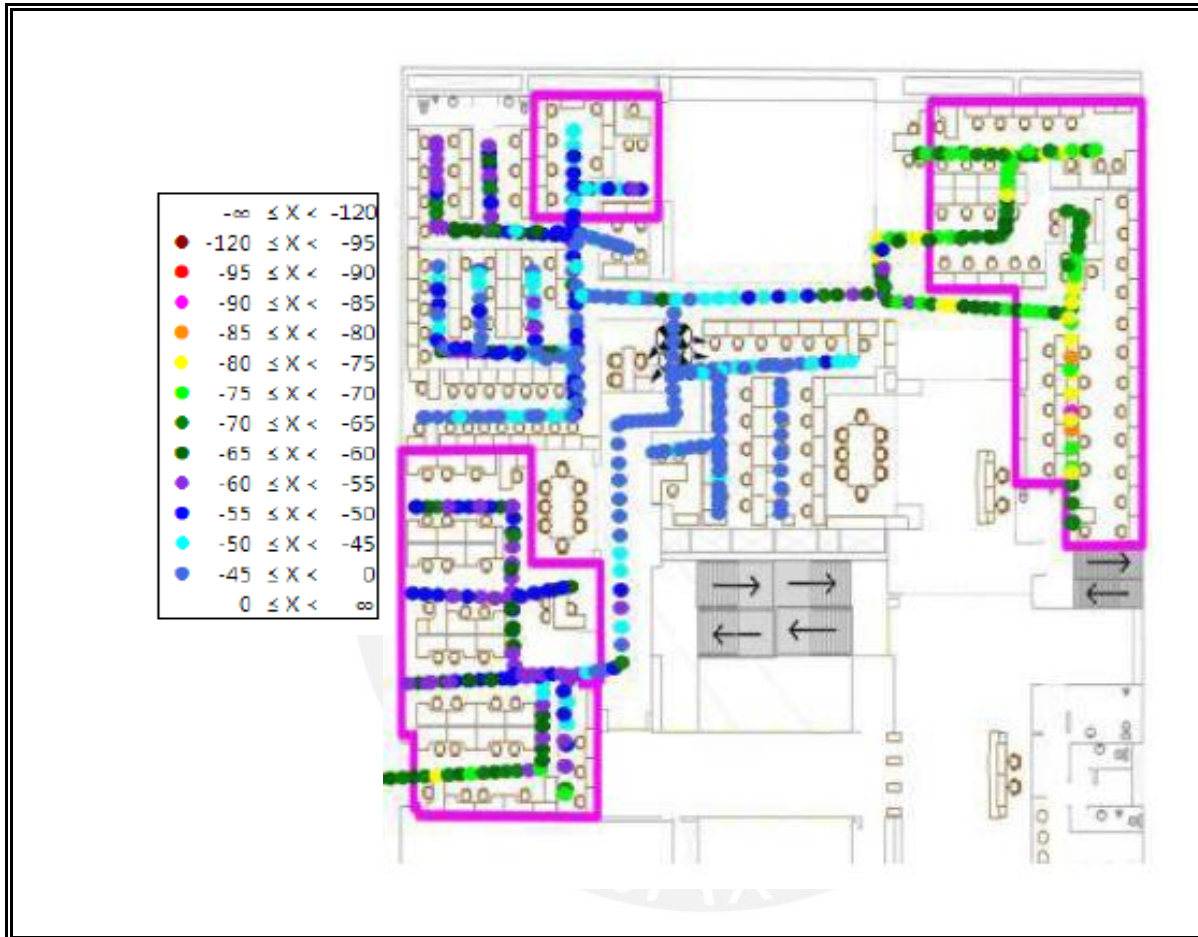 -∞ ≤ X < -120
-120 ≤ X < -95
-95 ≤ X < -90
-90 ≤ X < -85
-85 ≤ X < -80
-80 ≤ X < -75
-75 ≤ X < -70
-70 ≤ X < -65
-65 ≤ X < -60
-60 ≤ X < -55
-55 ≤ X < -50
-50 ≤ X < -45
-45 ≤ X < 0
0 ≤ X < ∞